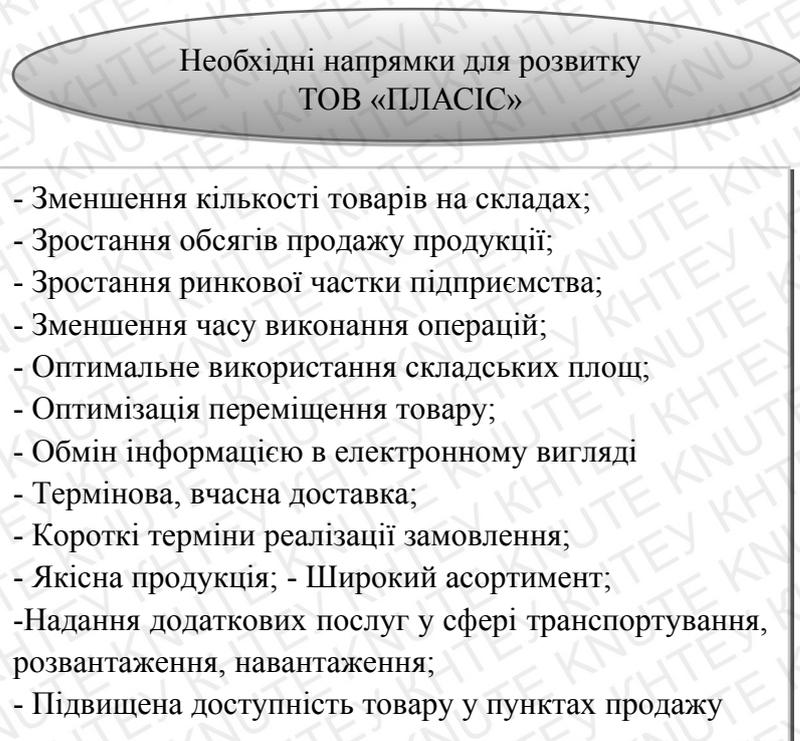 Необхідні напрямки для розвитку
ТОВ «ПЛАСІС»
- Зменшення кількості товарів на складах;
- Зростання обсягів продажу продукції;
- Зростання ринкової частки підприємства;
- Зменшення часу виконання операцій;
- Оптимальне використання складських площ;
- Оптимізація переміщення товару;
- Обмін інформацією в електронному вигляді
- Термінова, вчасна доставка;
- Короткі терміни реалізації замовлення;
- Якісна продукція; - Широкий асортимент;
-Надання додаткових послуг у сфері транспортування,
розвантаження, навантаження;
- Підвищена доступність товару у пунктах продажу